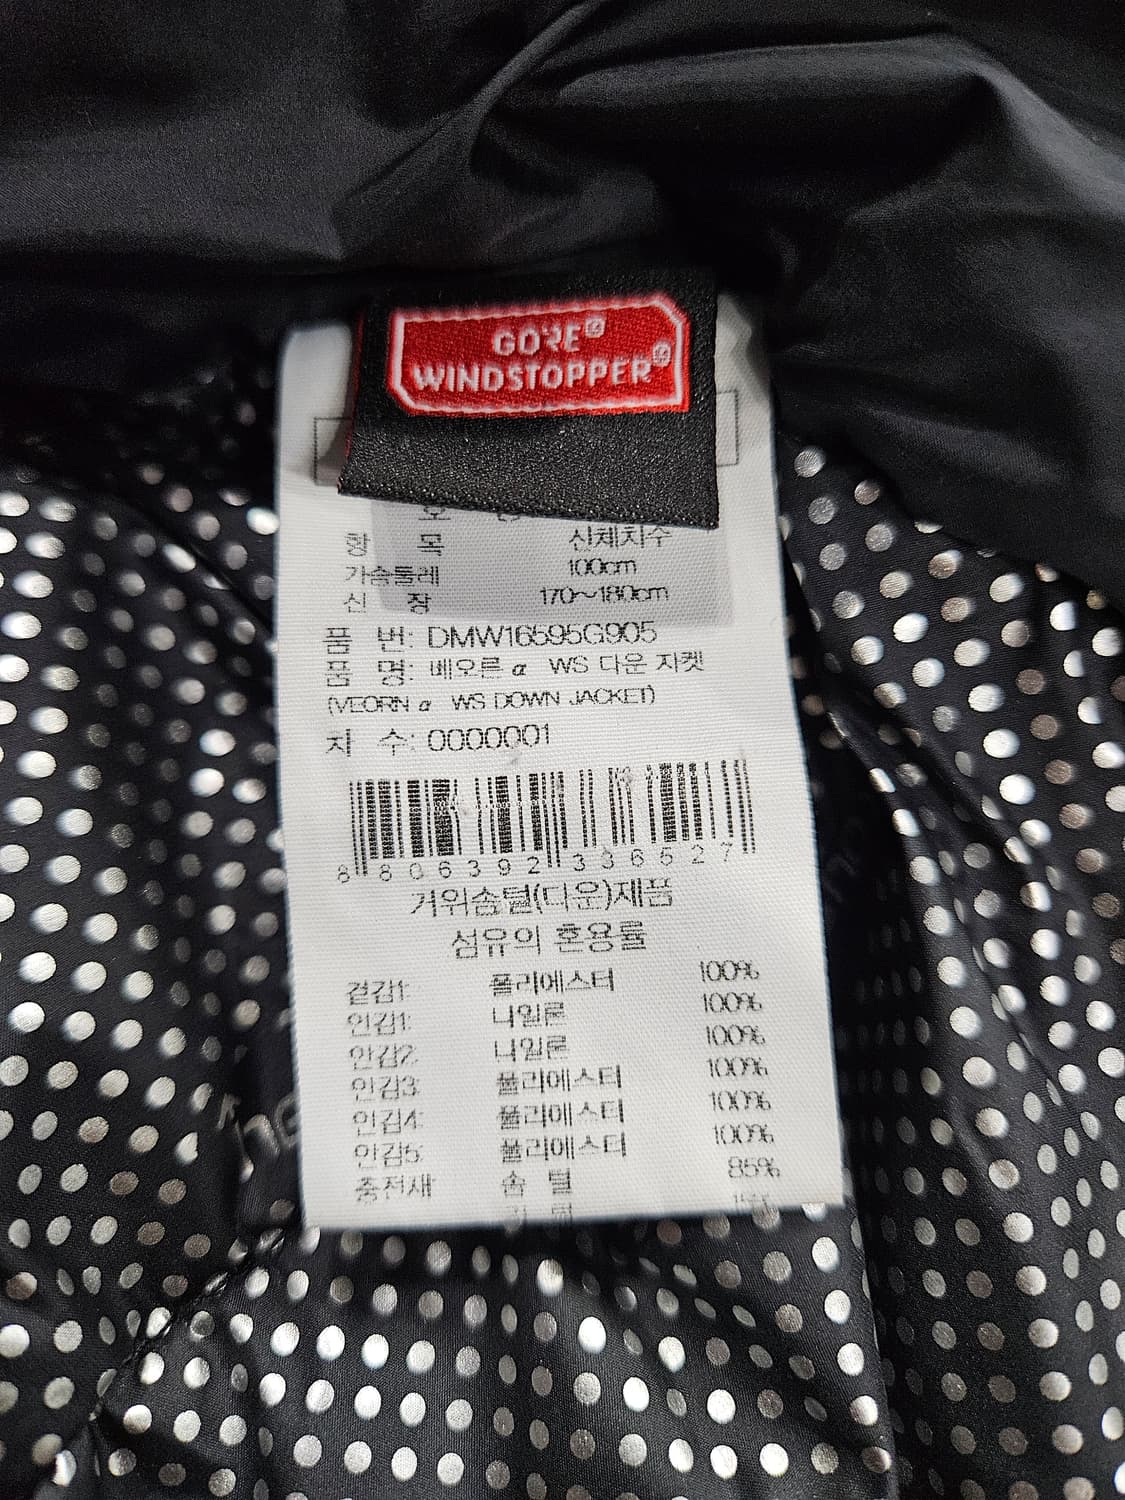 GORE®
WINDSTOPPER®
항 목 신체치수
가슴둘레 100cm
신 장 170~180cm
품 번: DMW16595G905
품 명: 베오른 α WS 다운 자켓
(VEORN α WS DOWN JACKET)
차 수: 0000001
8 806392 336527
거위솜털(다운)제품
섬유의 혼용률
겉감1: 폴리에스터 100%
안감1: 나일론 100%
안감2: 나일론 100%
안감3: 폴리에스터 100%
안감4: 폴리에스터 100%
안감5: 폴리에스터 100%
충전재 솜 털 85%